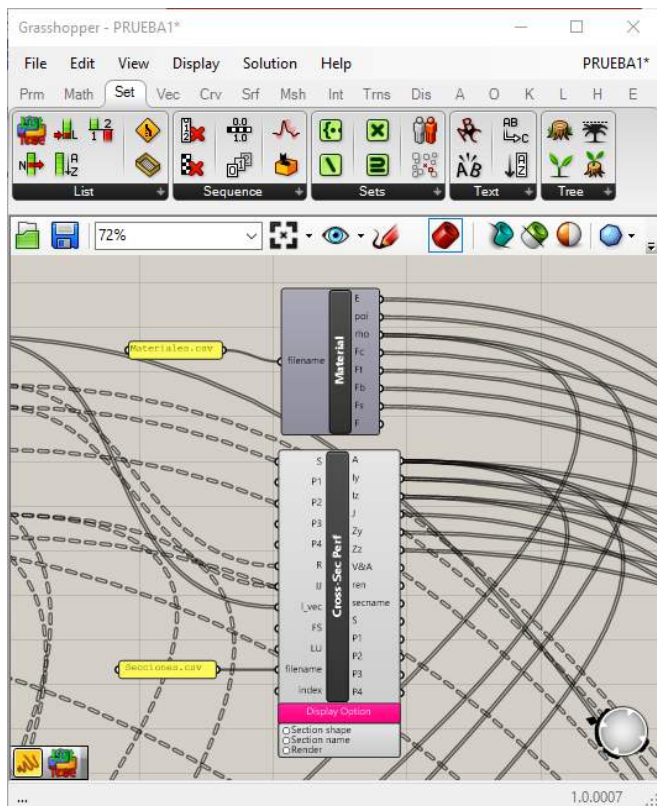 Grasshopper - PRUEBA1*
File Edit View Display Solution Help PRUEBA1*
Prm Math Set Vec Crv Srf Msh Int Trns Dis A O K L H E
List Sequence Sets Text Tree
72%
Materiales.csv
filename
Material
E
poi
rho
Fc
Ft
Fb
Fs
F
S
P1
P2
P3
P4
R
IJ
l_vec
FS
LU
filename
index
Cross-Sec Perf
A
Iy
Iz
J
Zy
Zz
V&A
ren
secname
S
P1
P2
P3
P4
Secciones.csv
Display Option
Section shape
Section name
Render
...
1.0.0007